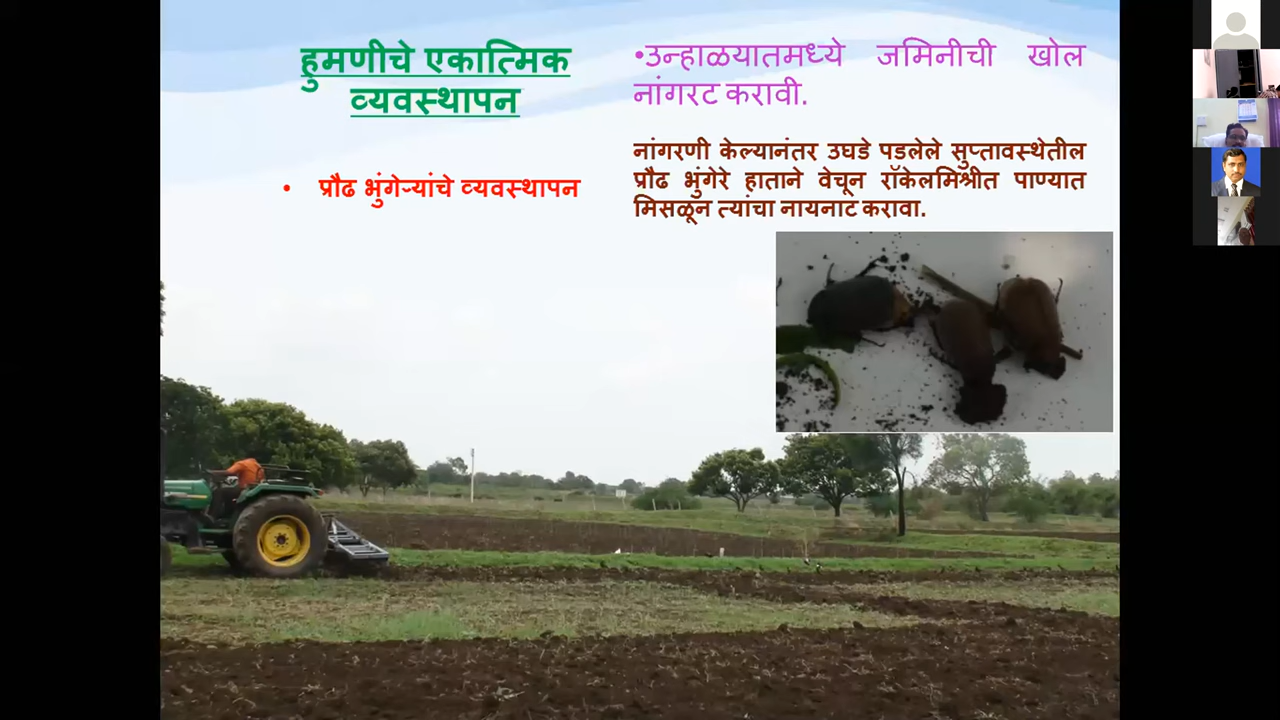 हुमणीचे एकात्मिक
व्यवस्थापन
• प्रौढ भुंगेऱ्यांचे व्यवस्थापन
•उन्हाळयातमध्ये जमिनीची खोल
नांगरट करावी.
नांगरणी केल्यानंतर उघडे पडलेले सुप्तावस्थेतील
प्रौढ भुंगेरे हाताने वेचून रॉकेलमिश्रीत पाण्यात
मिसळून त्यांचा नायनाट करावा.